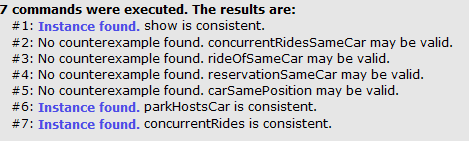 7 commands were executed. The results are:
#1: Instance found. show is consistent.
#2: No counterexample found. concurrentRidesSameCar may be valid.
#3: No counterexample found. rideOfSameCar may be valid.
#4: No counterexample found. reservationSameCar may be valid.
#5: No counterexample found. carSamePosition may be valid.
#6: Instance found. parkHostsCar is consistent.
#7: Instance found. concurrentRides is consistent.